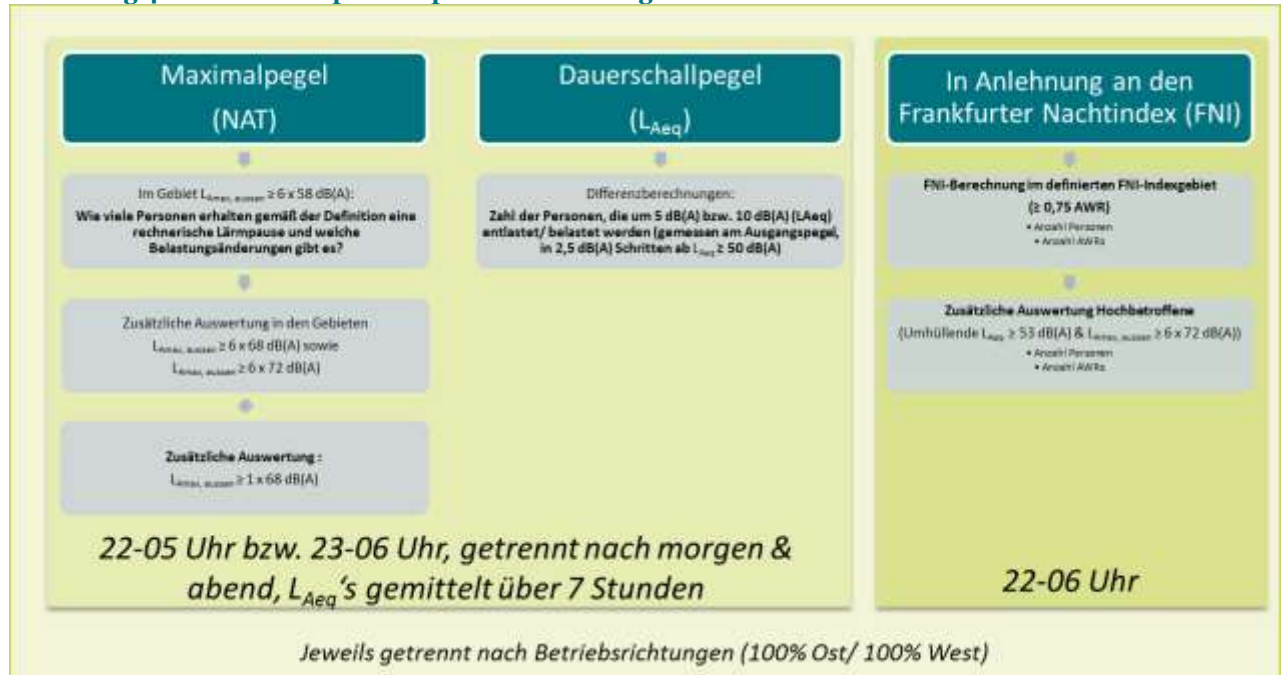 Maximalpegel
(NAT)
Im Gebiet LAmax, aussen ≥ 6 x 58 dB(A):
Wie viele Personen erhalten gemäß der Definition eine
rechnerische Lärmpause und welche
Belastungsänderungen gibt es?
Zusätzliche Auswertung in den Gebieten
LAmax, aussen ≥ 6 x 68 dB(A) sowie
LAmax, aussen ≥ 6 x 72 dB(A)
Zusätzliche Auswertung :
LAmax, aussen ≥ 1 x 68 dB(A)
Dauerschallpegel
(LAeq)
Differenzberechnungen:
Zahl der Personen, die um 5 dB(A) bzw. 10 dB(A) (LAeq)
entlastet/ belastet werden (gemessen am Ausgangspegel,
in 2,5 dB(A) Schritten ab LAeq ≥ 50 dB(A)
22-05 Uhr bzw. 23-06 Uhr, getrennt nach morgen &
abend, LAeq's gemittelt über 7 Stunden
In Anlehnung an den
Frankfurter Nachtindex (FNI)
FNI-Berechnung im definierten FNI-Indexgebiet
(≥ 0,75 AWR)
• Anzahl Personen
• Anzahl AWRs
Zusätzliche Auswertung Hochbetroffene
(Umhüllende LAeq ≥ 53 dB(A) & LAmax, aussen ≥ 6 x 72 dB(A))
• Anzahl Personen
• Anzahl AWRs
22-06 Uhr
Jeweils getrennt nach Betriebsrichtungen (100% Ost/ 100% West)